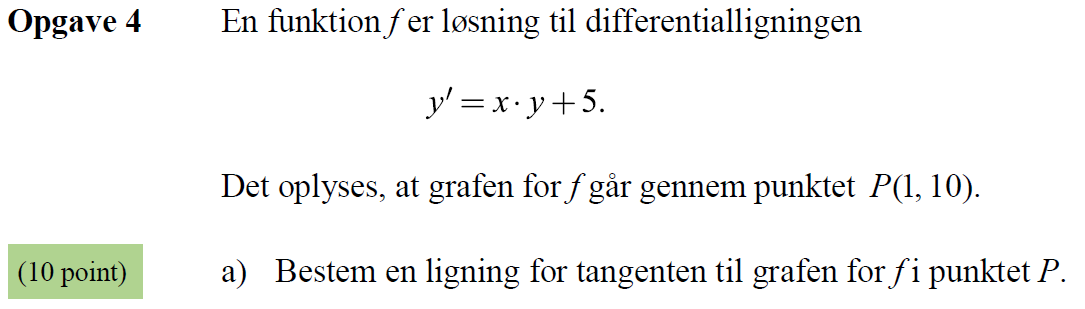 Opgave 4 En funktion f er løsning til differentialligningen
y′ = x · y + 5.
Det oplyses, at grafen for f går gennem punktet P(1, 10).
(10 point) a) Bestem en ligning for tangenten til grafen for f i punktet P.